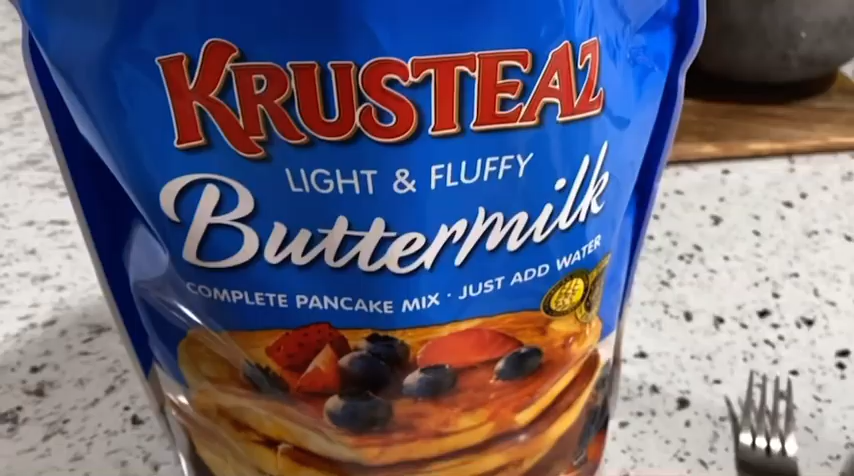 KRUSTEAZ
LIGHT & FLUFFY
Buttermilk
COMPLETE PANCAKE MIX · JUST ADD WATER